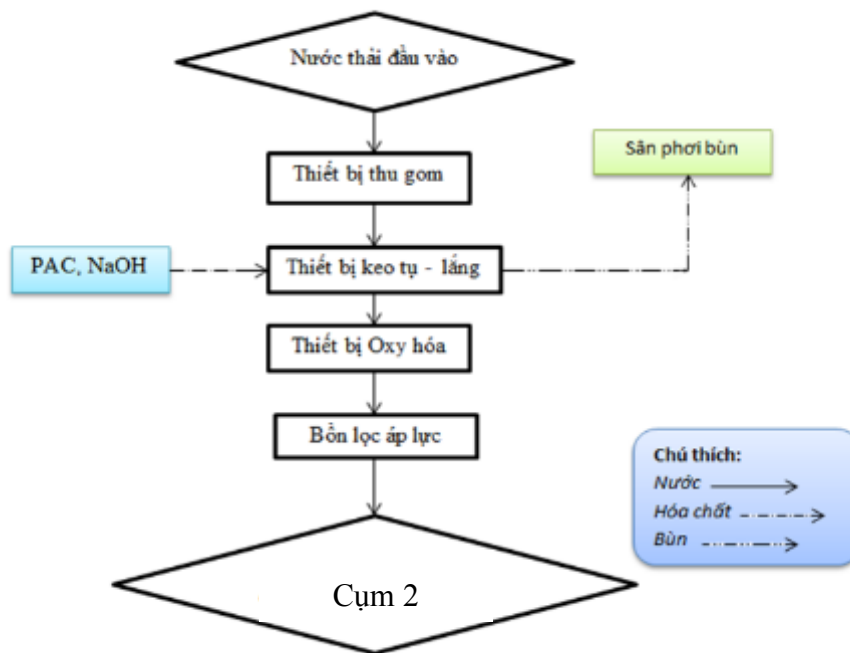 Nước thải đầu vào
Thiết bị thu gom
Sân phơi bùn
PAC, NaOH
Thiết bị keo tụ - lắng
Thiết bị Oxy hóa
Bồn lọc áp lực
Chú thích:
Nước
Hóa chất
Bùn
Cụm 2